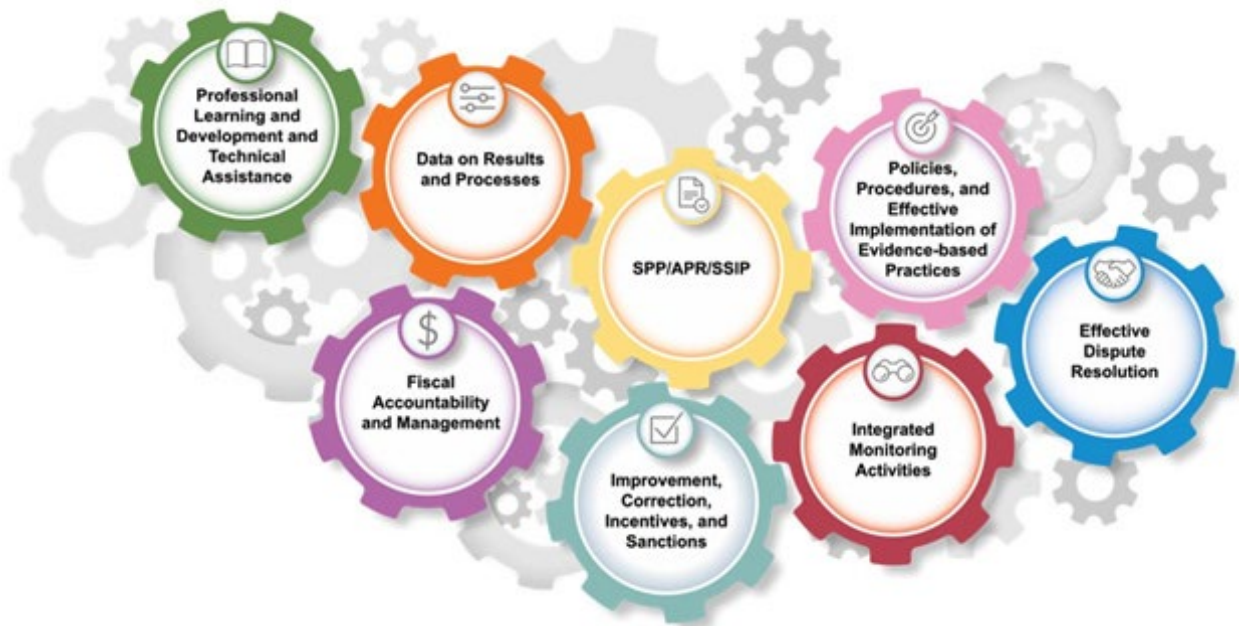 Professional
Learning and
Development and
Technical
Assistance
Data on Results
and Processes
SPP/APR/SSIP
Policies,
Procedures, and
Effective
Implementation of
Evidence-based
Practices
Effective
Dispute
Resolution
$
Fiscal
Accountability
and Management
Improvement,
Correction,
Incentives, and
Sanctions
Integrated
Monitoring
Activities